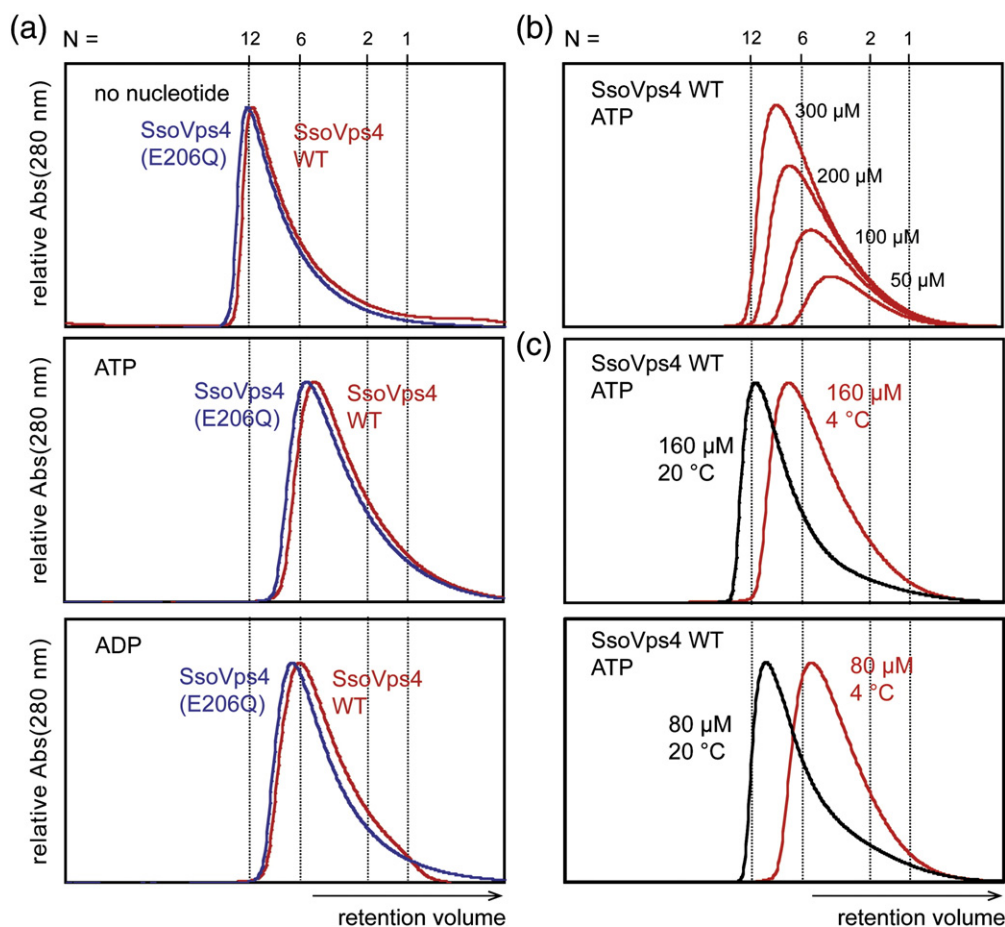 (a)
N = 12 6 2 1
no nucleotide
SsoVps4
(E206Q)
SsoVps4
WT
relative Abs(280 nm)
ATP
SsoVps4
(E206Q)
SsoVps4
WT
relative Abs(280 nm)
ADP
SsoVps4
(E206Q)
SsoVps4
WT
relative Abs(280 nm)
retention volume
(b)
N = 12 6 2 1
SsoVps4 WT
ATP
300 µM
200 µM
100 µM
50 µM
(c)
SsoVps4 WT
ATP
160 µM
4 °C
160 µM
20 °C
SsoVps4 WT
ATP
80 µM
4 °C
80 µM
20 °C
retention volume